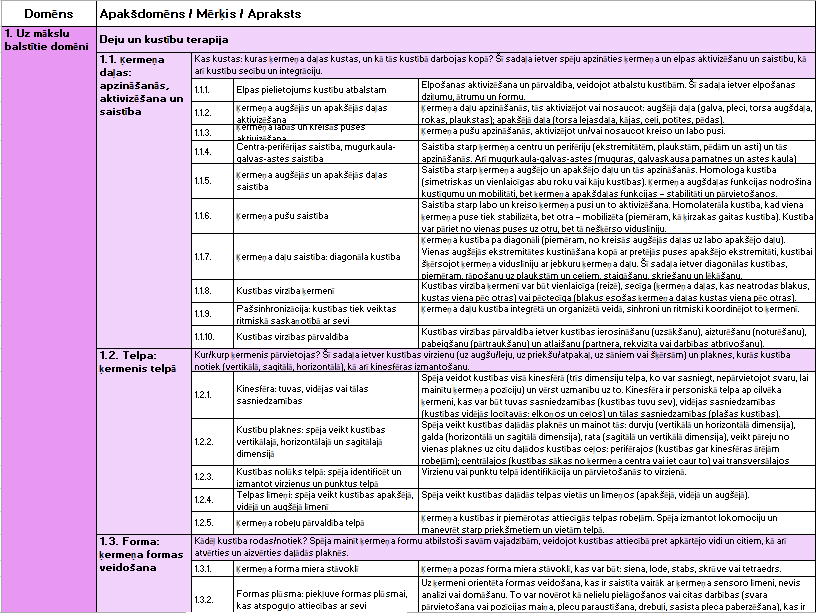 Domēns
Apakšdomēns / Mērķis / Apraksts
1. Uz mākslu
balstītie domēni
Deju un kustību terapija
1.1. Ķermeņa
daļas:
apzināšanās,
aktivizēšana un
saistība
Kas kustas: kuras ķermeņa daļas kustas, un kā tās kustībā darbojas kopā? Šī sadaļa ietver spēju apzināties ķermeņa un elpas aktivizēšanu un saistību, kā
arī kustību secību un integrāciju.
1.1.1.
Elpas pielietojums kustību atbalstam
Elpošanas aktivizēšana un pārvaldība, veidojot atbalstu kustībām. Šī sadaļa ietver elpošanas
dziļumu, ātrumu un formu.
1.1.2.
Ķermeņa augšējās un apakšējās daļas
aktivizēšana
Ķermeņa daļu apzināšanās, tās aktivizējot vai nosaucot: augšējā daļa (galva, pleci, torsa augšdaļa,
rokas, plaukstas); apakšējā daļa (torsa lejasdaļa, kājas, ceļi, potītes, pēdas).
1.1.3.
Ķermeņa labās un kreisās puses
aktivizēšana
Ķermeņa pušu apzināšanās, aktivizējot un/vai nosaucot kreiso un labo pusi.
1.1.4.
Centra-perifērijas saistība, mugurkaula-
galvas-astes saistība
Saistība starp ķermeņa centru un perifēriju (ekstremitātēm, plaukstām, pēdām un asti) un tās
apzināšanās. Arī mugurkaula-galvas-astes (muguras, galvaskausa pamatnes un astes kaula)
1.1.5.
Ķermeņa augšējās un apakšējās daļas
saistība
Saistība starp ķermeņa augšējo un apakšējo daļu un tās apzināšanās. Homologa kustība
(simetriskas un vienlaicīgas abu roku vai kāju kustības). Ķermeņa augšdaļas funkcijas nodrošina
kustīgumu un mobilitāti, bet ķermeņa apakšdaļas funkcijas – stabilitāti un pārvietošanos.
1.1.6.
Ķermeņa pušu saistība
Saistība starp labo un kreiso ķermeņa pusi un to aktivizēšana. Homolaterāla kustība, kad viena
ķermeņa puse tiek stabilizēta, bet otra – mobilizēta (piemēram, kā ķirzakas gaitas kustība). Kustība
var pāriet no vienas puses uz otru, bet tā nešķērso viduslīniju.
1.1.7.
Ķermeņa daļu saistība: diagonāla kustība
Ķermeņa kustība pa diagonāli (piemēram, no kreisās augšējās daļas uz labo apakšējo daļu).
Vienas augšējās ekstremitātes kustināšana kopā ar pretējās puses apakšējo ekstremitāti, kustībai
šķērsojot ķermeņa viduslīniju ar jebkuru ķermeņa daļu. Šī sadaļa ietver diagonālas kustības,
piemēram, rāpošanu uz plaukstām un ceļiem, staigāšanu, skriešanu un lēkāšanu.
1.1.8.
Kustības virzība ķermenī
Kustības virzība ķermenī var būt vienlaicīga (reizē), secīga (ķermeņa daļas, kas neatrodas blakus,
kustas viena pēc otras) vai pēctecīga (blakus esošas ķermeņa daļas kustas viena pēc otras).
1.1.9.
Pašsinhronizācija: kustības tiek veiktas
ritmiskā saskaņotībā ar sevi
Ķermeņa daļu kustība integrētā un organizētā veidā, sinhroni un ritmiski koordinējot to ķermenī.
1.1.10.
Kustības virzības pārvaldība
Kustības virzības pārvaldība ietver kustības ierosināšanu (uzsākšanu), aizturēšanu (noturēšanu),
pabeigšanu (pārtraukšanu) un atlaišanu (partnera, rekvizīta vai darbības atbrīvošanu).
1.2. Telpa:
ķermenis telpā
Kur/kurp ķermenis pārvietojas? Šī sadaļa ietver kustības virzienu (uz augšu/leju, uz priekšu/atpakaļ, uz sāniem vai šķērsām) un plaknes, kurās kustība
notiek (vertikālā, sagitālā, horizontālā), kā arī kinesfēras izmantošanu.
1.2.1.
Kinesfēra: tuvas, vidējas vai tālas
sasniedzamības
Spēja veidot kustības visā kinesfērā (trīs dimensiju telpa, ko var sasniegt, nepārvietojot svaru, lai
mainītu ķermeņa pozīciju) un vērst uzmanību uz to. Kinesfēra ir personiskā telpa ap cilvēka
ķermeni, kas var būt tuvas sasniedzamības (kustības tuvu sev), vidējas sasniedzamības
(kustības vidējās locītavās: elkoņos un ceļos) un tālas sasniedzamības (plašas kustības).
1.2.2.
Kustību plaknes: spēja veikt kustības
vertikālajā, horizontālajā un sagitālajā
dimensijā
Spēja veikt kustības dažādās plaknēs un mainot tās: durvju (vertikālā un horizontālā dimensija),
galda (horizontālā un sagitālā dimensija), rata (sagitālā un vertikālā dimensija), veikt pāreju no
vienas plaknes uz citu dažādos kustības ceļos: perifērajos (kustības gar kinesfēras ārējām
robežām); centrālajos (kustības sākas no ķermeņa centra vai iet caur to) vai transversālajos
1.2.3.
Kustības nolūks telpā: spēja identificēt un
izmantot virzienus un punktus telpā
Virzienu vai punktu telpā identifikācija un pārvietošanās to virzienā.
1.2.4.
Telpas līmeņi: spēja veikt kustības apakšējā,
vidējā un augšējā līmenī
Spēja veikt kustības dažādās telpas vietās un līmeņos (apakšējā, vidējā un augšējā).
1.2.5.
Ķermeņa robežu pārvaldība telpā
Ķermeņa kustības ir piemērotas attiecīgās telpas robežām. Spēja izmantot lokomociju un
manevrēt starp priekšmetiem un vietām telpā.
1.3. Forma:
ķermeņa formas
veidošana
Kādēļ kustība rodas/notiek? Spēja mainīt ķermeņa formu atbilstoši savām vajadzībām, veidojot kustības attiecībā pret apkārtējo vidi un citiem, kā arī
atvērties un aizvērties dažādās plaknēs.
1.3.1.
Ķermeņa forma miera stāvoklī
Ķermeņa pozas forma miera stāvoklī, kas var būt: siena, lode, stabs, skrūve vai tetraedrs.
1.3.2.
Formas plūsma: piekļuve formas plūsmai,
kas atspoguļo attiecības ar sevi
Uz ķermeni orientēta formas veidošana, kas ir saistīta vairāk ar ķermeņa sensoro līmeni, nevis
analīzi vai domāšanu. To var novērot kā nelielu pielāgošanos vai citas darbības (svara
pārvietošana vai pozīcijas maiņa, plecu paraustīšana, drebuļi, sasista pleca paberzēšana), kas ir